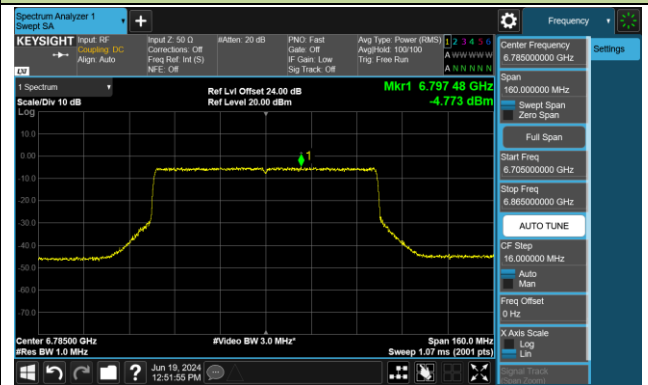 Spectrum Analyzer 1
Swept SA
Frequency
KEYSIGHT
Input: RF
Coupling: DC
Align: Auto
Input Z: 50 Ω
Corrections: Off
Freq Ref: Int (S)
NFE: Off
#Atten: 20 dB
PNO: Fast
Gate: Off
IF Gain: Low
Sig Track: Off
Avg Type: Power (RMS)
Avg|Hold: 100/100
Trig: Free Run
1 2 3 4 5 6
A W W W W W
A N N N N N
LXI
1 Spectrum
Scale/Div 10 dB
Log
Ref Lvl Offset 24.00 dB
Ref Level 20.00 dBm
Mkr1 6.797 48 GHz
-4.773 dBm
10.0
0.00
-10.0
-20.0
-30.0
-40.0
-50.0
-60.0
-70.0
1
Center 6.78500 GHz
#Res BW 1.0 MHz
#Video BW 3.0 MHz*
Span 160.0 MHz
Sweep 1.07 ms (2001 pts)
Jun 19, 2024
12:51:55 PM
Center Frequency
6.785000000 GHz
Settings
Span
160.000000 MHz
Swept Span
Zero Span
Full Span
Start Freq
6.705000000 GHz
Stop Freq
6.865000000 GHz
AUTO TUNE
CF Step
16.000000 MHz
Auto
Man
Freq Offset
0 Hz
X Axis Scale
Log
Lin
Signal Track
(Span Zoom)